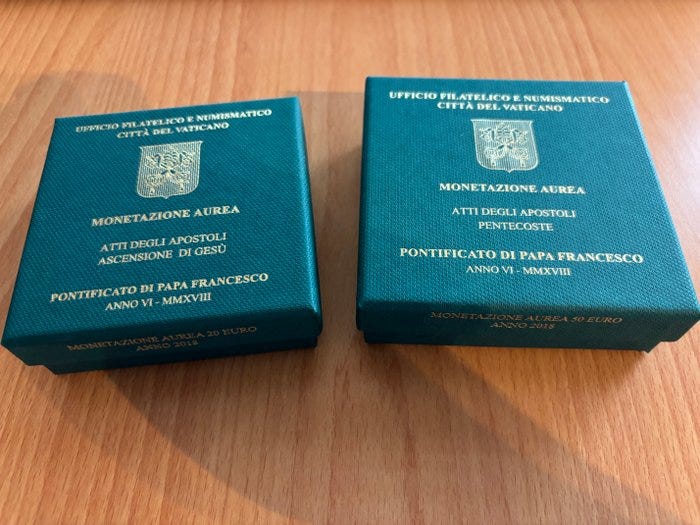 UFFICIO FILATELICO E NUMISMATICO
CITTÀ DEL VATICANO
MONETAZIONE AUREA
ATTI DEGLI APOSTOLI
ASCENSIONE DI GESÙ
PONTIFICATO DI PAPA FRANCESCO
ANNO VI - MMXVIII
MONETAZIONE AUREA 20 EURO
ANNO 2018
UFFICIO FILATELICO E NUMISMATICO
CITTÀ DEL VATICANO
MONETAZIONE AUREA
ATTI DEGLI APOSTOLI
PENTECOSTE
PONTIFICATO DI PAPA FRANCESCO
ANNO VI - MMXVIII
MONETAZIONE AUREA 50 EURO
ANNO 2018